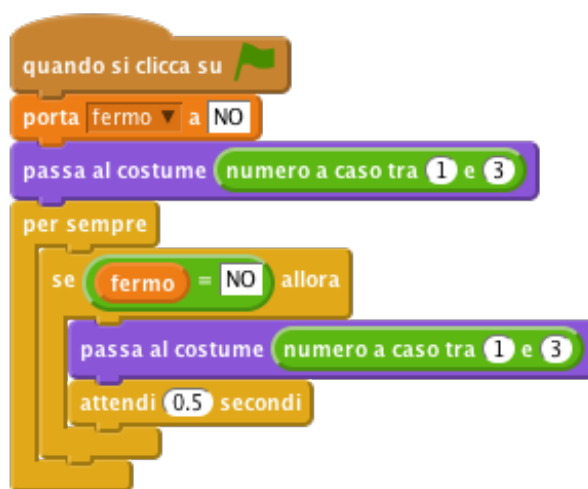 quando si clicca su
porta fermo a NO
passa al costume numero a caso tra 1 e 3
per sempre
se fermo = NO allora
passa al costume numero a caso tra 1 e 3
attendi 0.5 secondi